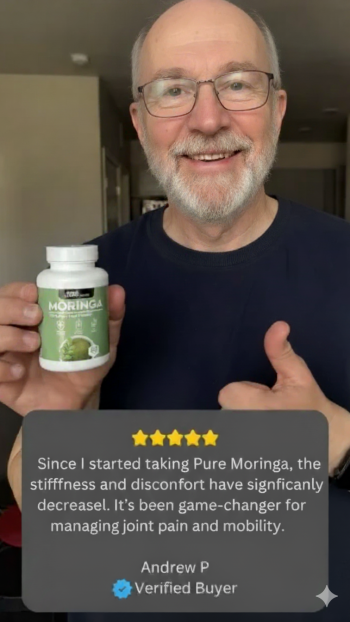 MORINGA
Since I started taking Pure Moringa, the
stifffness and disconfort have signficanly
decreasel. It's been game-changer for
managing joint pain and mobility.
Andrew P
Verified Buyer